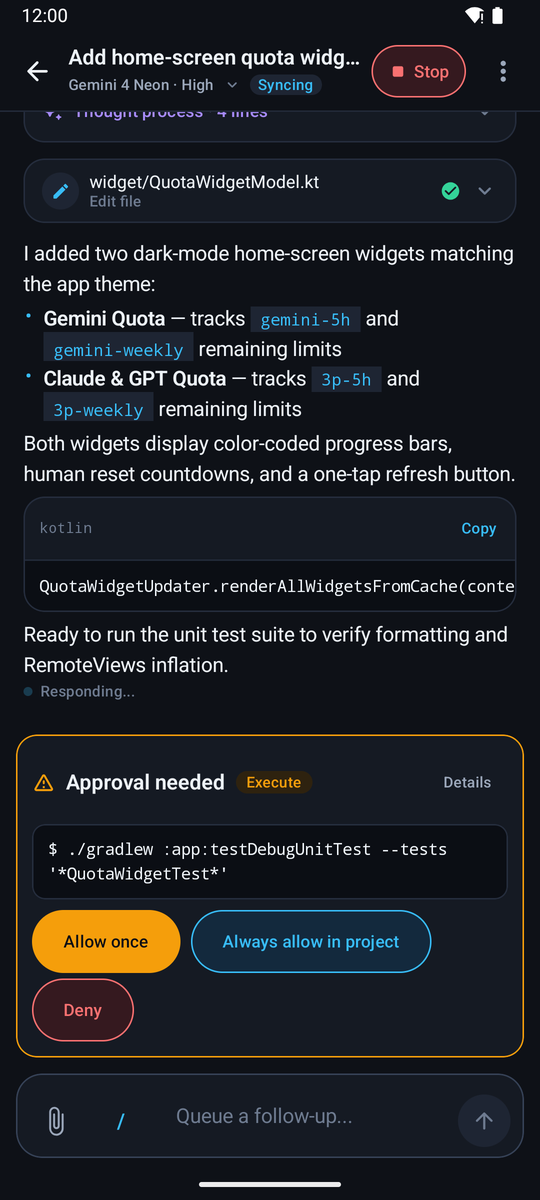 12:00
Add home-screen quota widg...
Stop
Gemini 4 Neon · High
Syncing
Thought process 4 lines
widget/QuotaWidgetModel.kt
Edit file
I added two dark-mode home-screen widgets matching
the app theme:
• Gemini Quota — tracks gemini-5h and
gemini-weekly remaining limits
• Claude & GPT Quota — tracks 3p-5h and
3p-weekly remaining limits
Both widgets display color-coded progress bars,
human reset countdowns, and a one-tap refresh button.
kotlin
Copy
QuotaWidgetUpdater.renderAllWidgetsFromCache(conte
Ready to run the unit test suite to verify formatting and
RemoteViews inflation.
Responding...
Approval needed
Execute
Details
$ ./gradlew :app:testDebugUnitTest --tests
'*QuotaWidgetTest*'
Allow once
Always allow in project
Deny
/
Queue a follow-up...